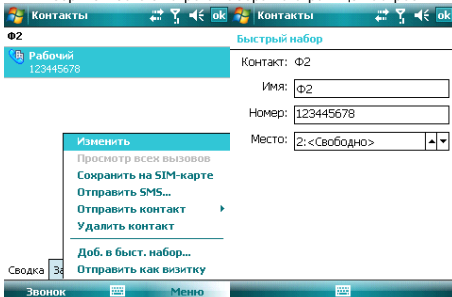 Контакты ok
Ф2
Рабочий
123445678
Изменить
Просмотр всех вызовов
Сохранить на SIM-карте
Отправить SMS...
Отправить контакт
Удалить контакт
Доб. в быст. набор...
Отправить как визитку
Сводка За
Звонок Меню
Контакты ok
Быстрый набор
Контакт: Ф2
Имя: Ф2
Номер: 123445678
Место: 2:<Свободно>